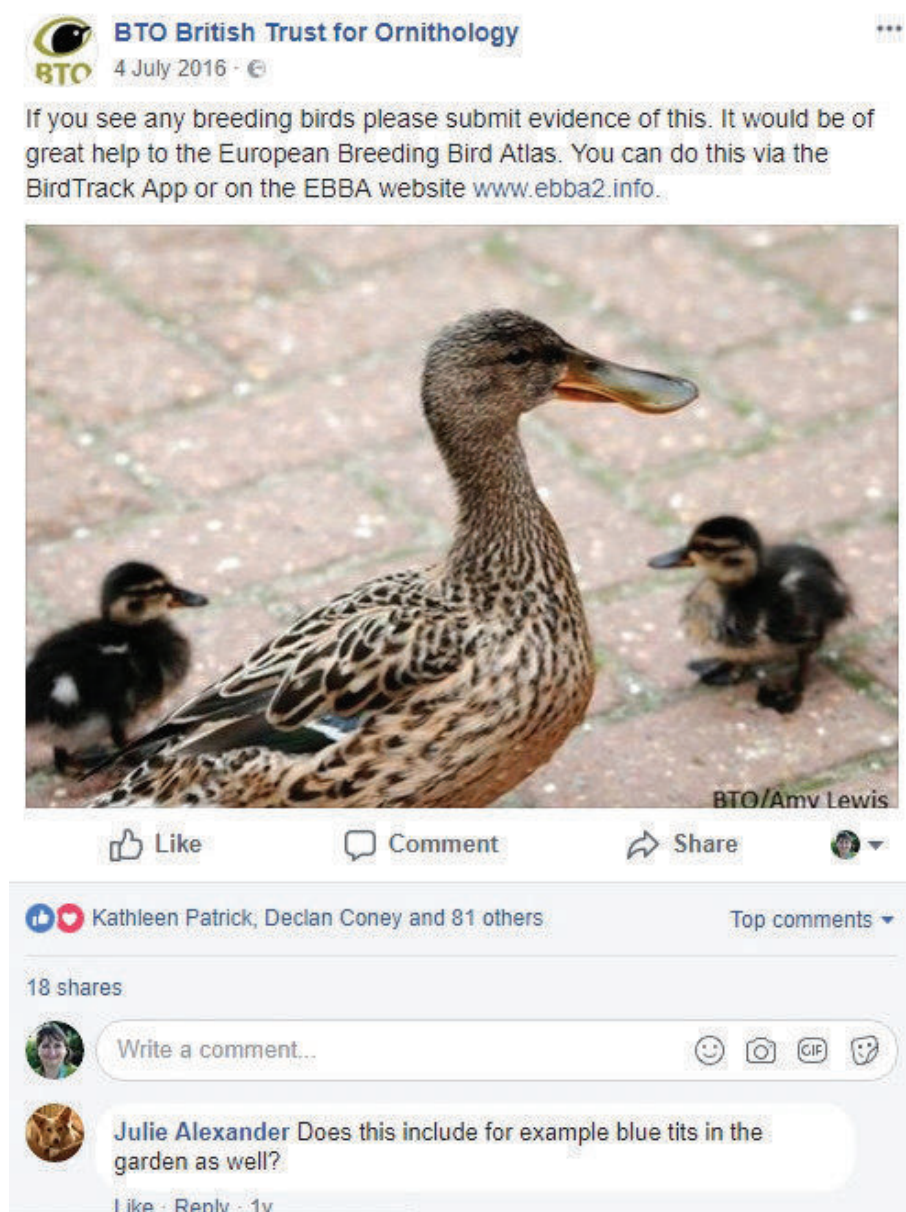 BTO British Trust for Ornithology
BTO
4 July 2016 ·
If you see any breeding birds please submit evidence of this. It would be of
great help to the European Breeding Bird Atlas. You can do this via the
BirdTrack App or on the EBBA website www.ebba2.info.
BTO/Amy Lewis
Like Comment Share
Kathleen Patrick, Declan Coney and 81 others Top comments
18 shares
Write a comment... GIF
Julie Alexander Does this include for example blue tits in the
garden as well?
Like · Reply · 1y